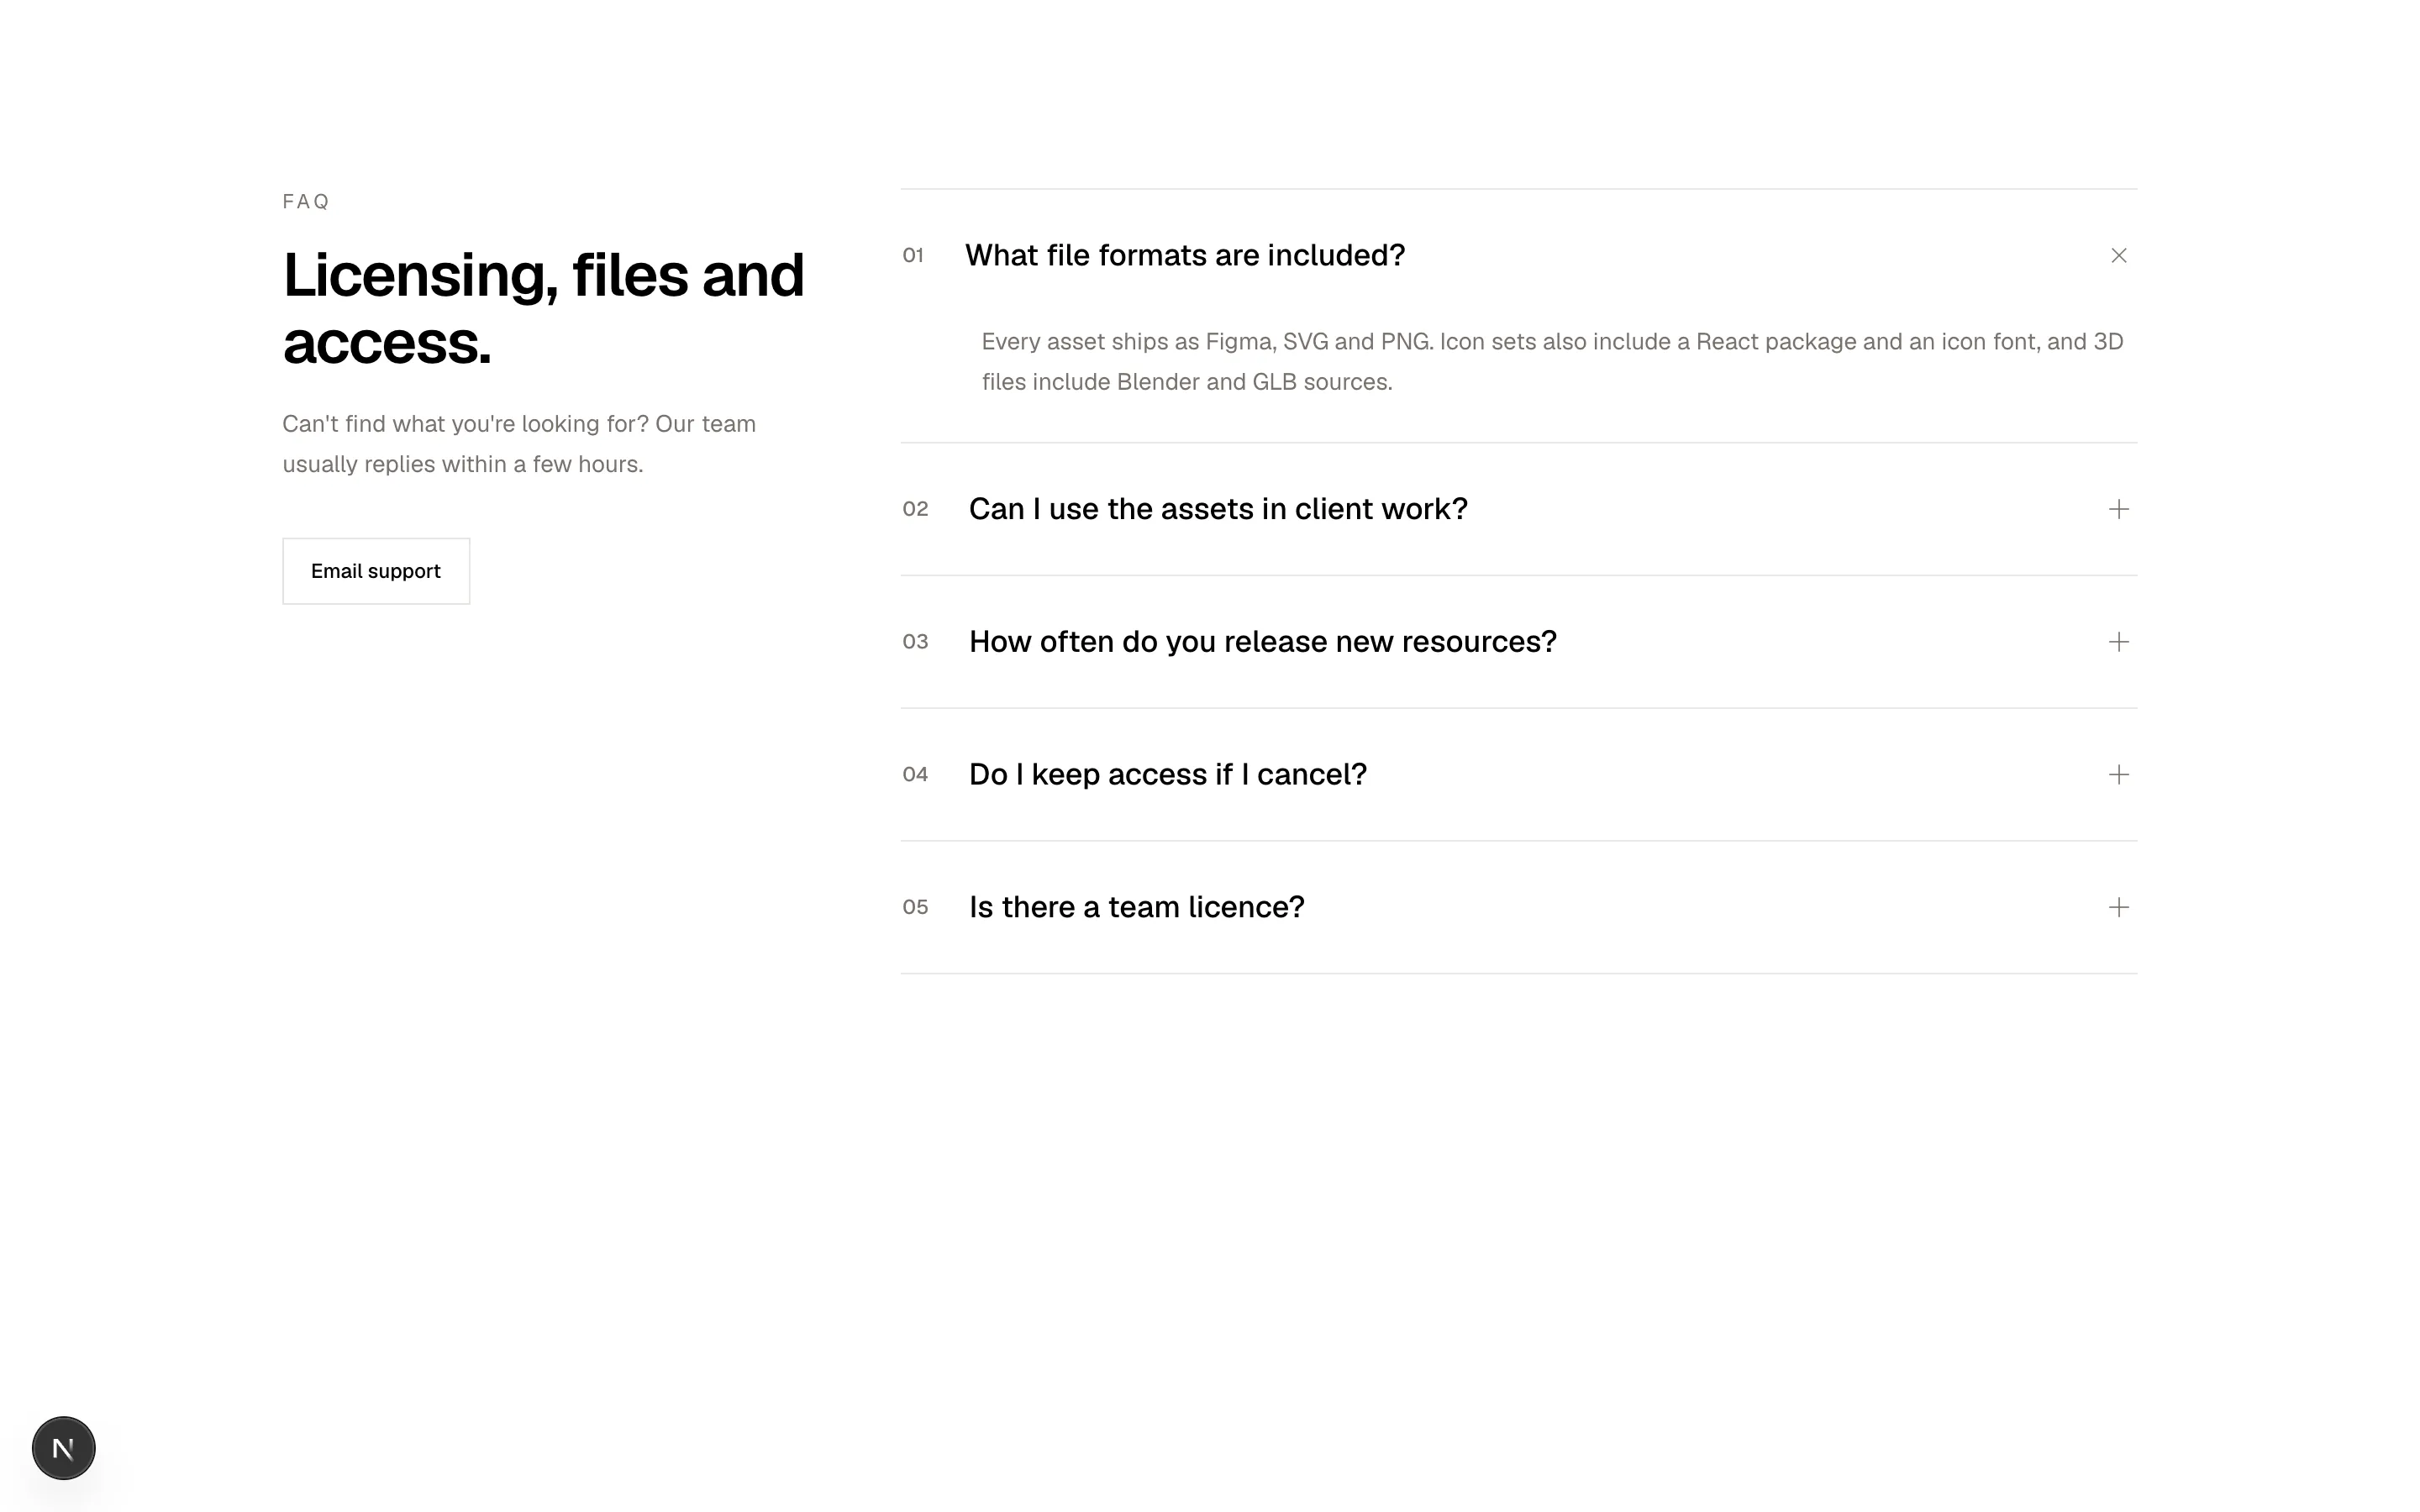 FAQ
Licensing, files and
access.
Can't find what you're looking for? Our team
usually replies within a few hours.
Email support
01 What file formats are included?
Every asset ships as Figma, SVG and PNG. Icon sets also include a React package and an icon font, and 3D
files include Blender and GLB sources.
02 Can I use the assets in client work?
03 How often do you release new resources?
04 Do I keep access if I cancel?
05 Is there a team licence?
N